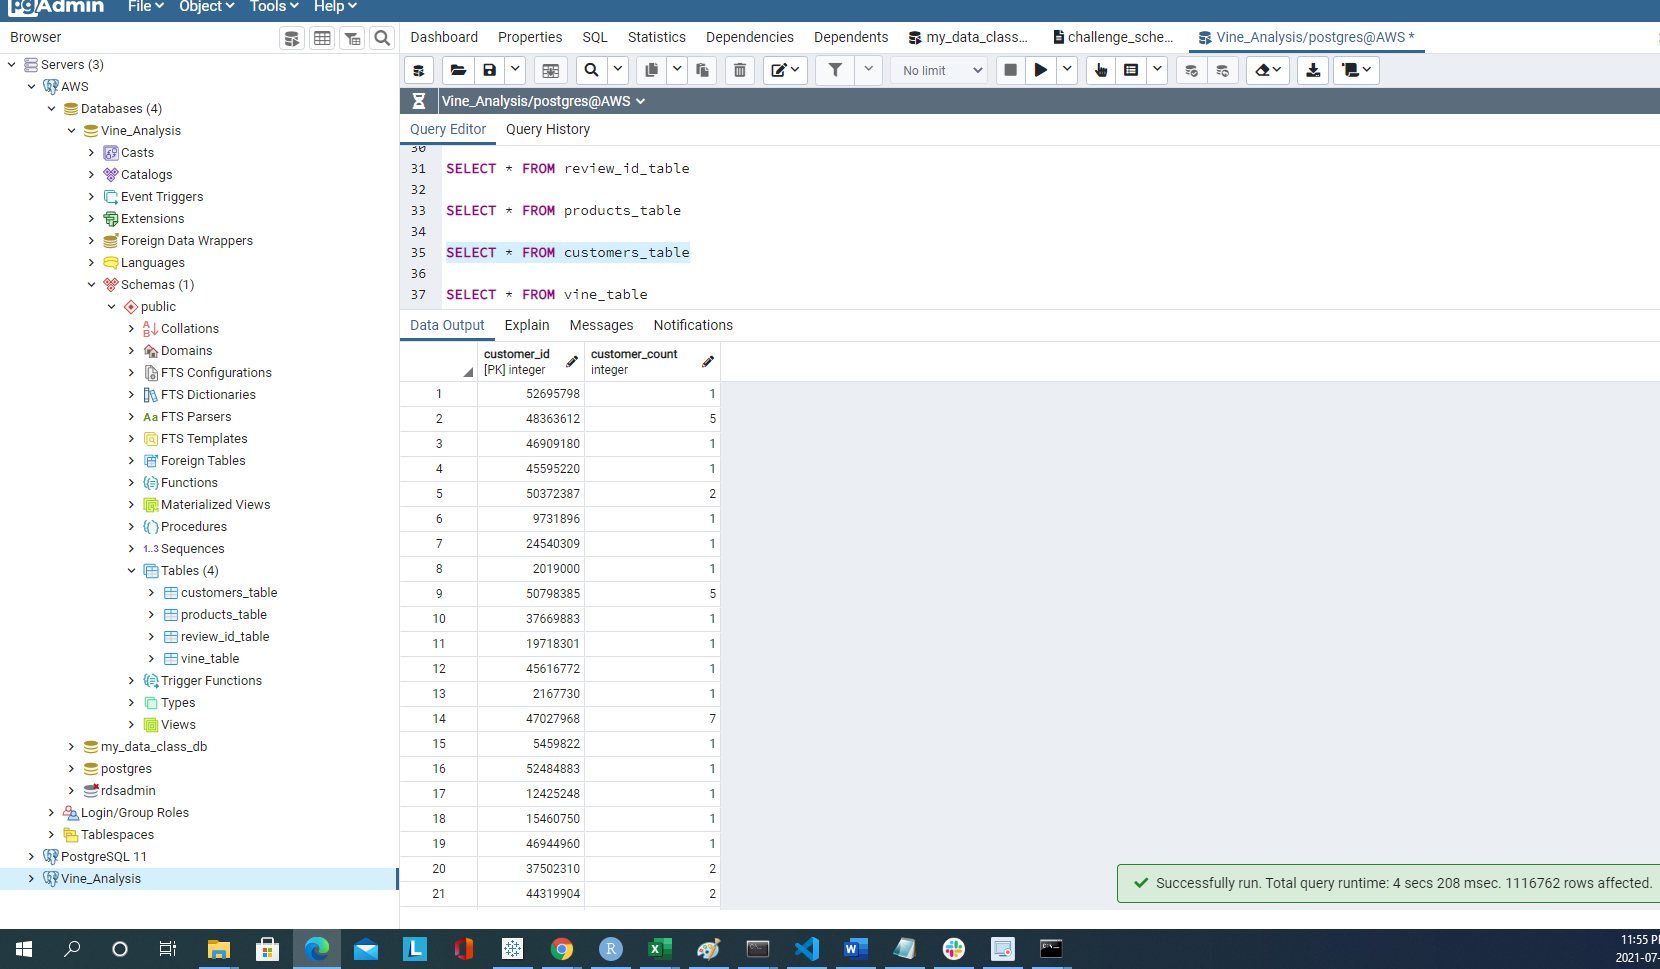 pgAdmin File Object Tools Help
Browser
Dashboard Properties SQL Statistics Dependencies Dependents my_data_class... challenge_sche... Vine_Analysis/postgres@AWS *
No limit
Vine_Analysis/postgres@AWS
Query Editor Query History
30
31 SELECT * FROM review_id_table
32
33 SELECT * FROM products_table
34
35 SELECT * FROM customers_table
36
37 SELECT * FROM vine_table
Data Output Explain Messages Notifications
customer_id customer_count
[PK] integer integer
1 52695798 1
2 48363612 5
3 46909180 1
4 45595220 1
5 50372387 2
6 9731896 1
7 24540309 1
8 2019000 1
9 50798385 5
10 37669883 1
11 19718301 1
12 45616772 1
13 2167730 1
14 47027968 7
15 5459822 1
16 52484883 1
17 12425248 1
18 15460750 1
19 46944960 1
20 37502310 2
21 44319904 2
Servers (3)
AWS
Databases (4)
Vine_Analysis
Casts
Catalogs
Event Triggers
Extensions
Foreign Data Wrappers
Languages
Schemas (1)
public
Collations
Domains
FTS Configurations
FTS Dictionaries
Aa FTS Parsers
FTS Templates
Foreign Tables
Functions
Materialized Views
Procedures
1..3 Sequences
Tables (4)
customers_table
products_table
review_id_table
vine_table
Trigger Functions
Types
Views
my_data_class_db
postgres
rdsadmin
Login/Group Roles
Tablespaces
PostgreSQL 11
Vine_Analysis
Successfully run. Total query runtime: 4 secs 208 msec. 1116762 rows affected.
11:55 P
2021-07-